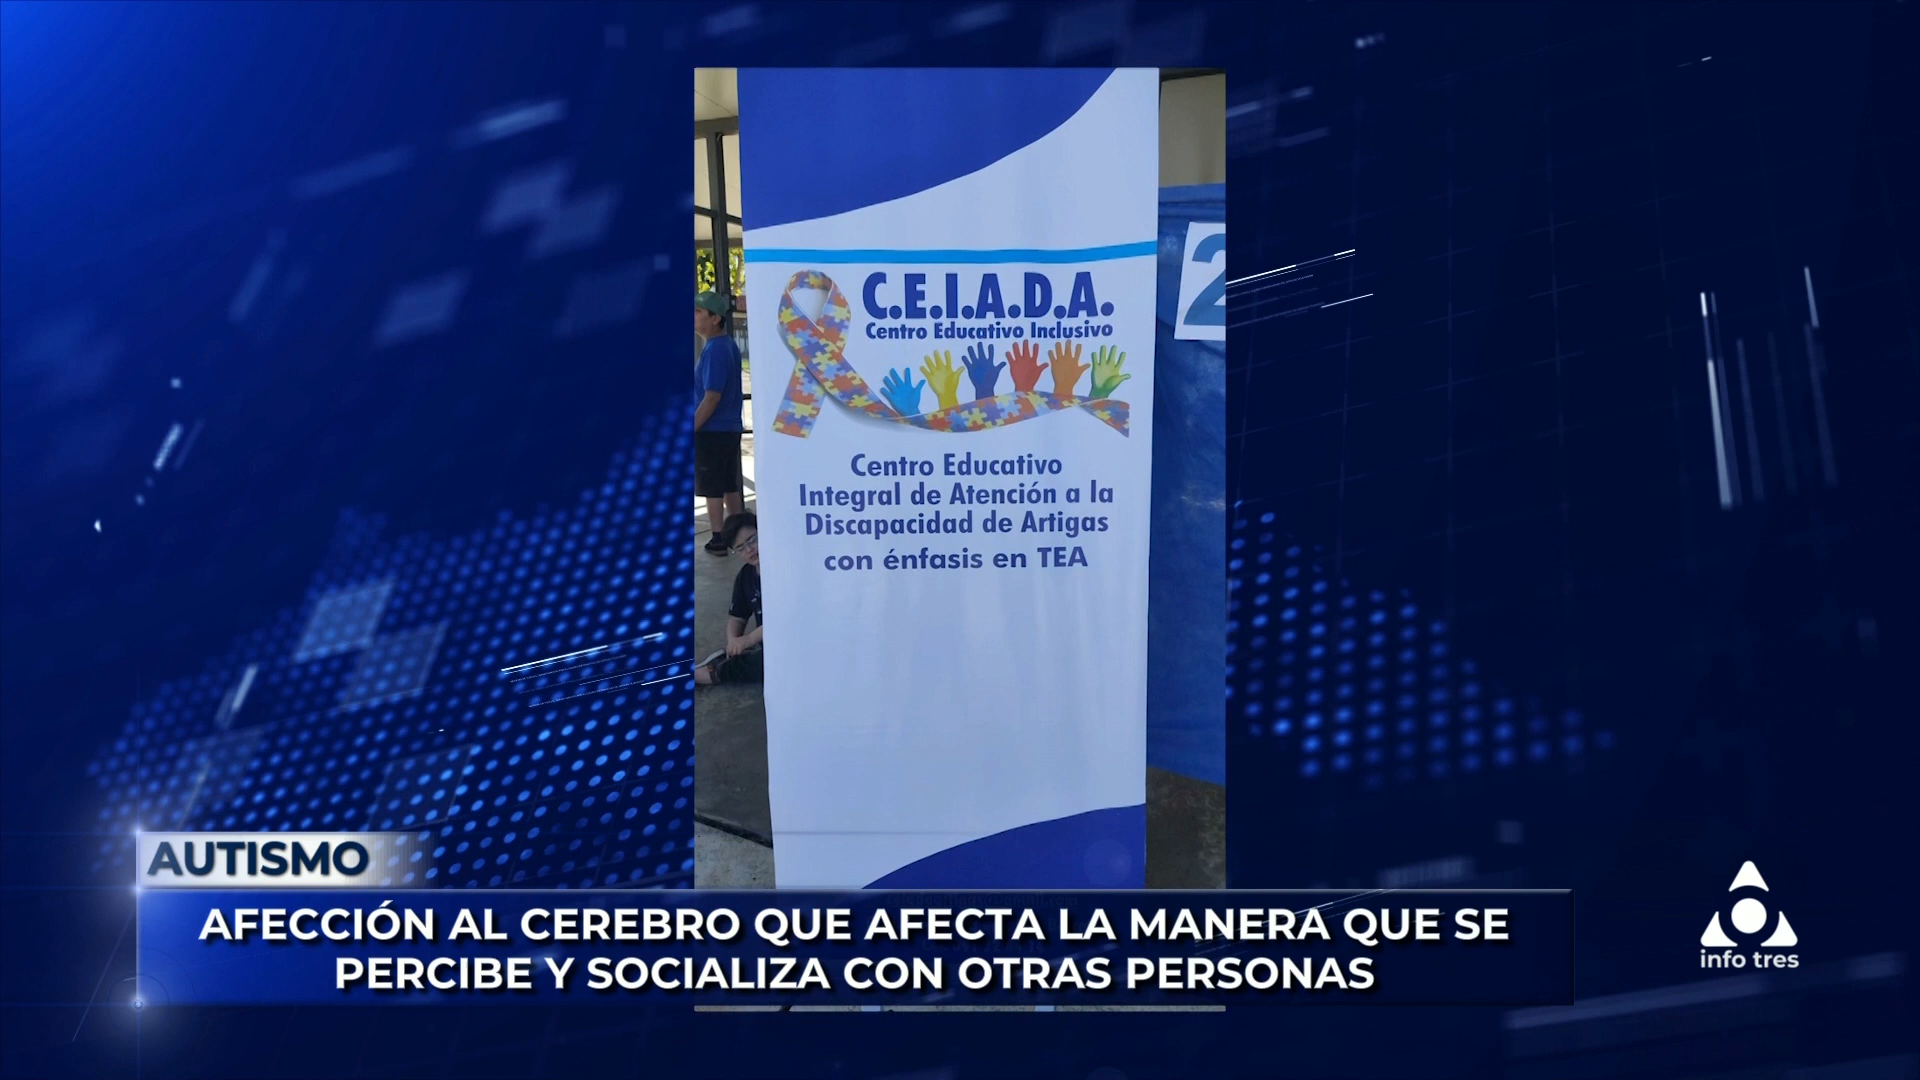 C.E.I.A.D.A.
Centro Educativo Inclusivo
Centro Educativo
Integral de Atención a la
Discapacidad de Artigas
con énfasis en TEA
2
AUTISMO
AFECCIÓN AL CEREBRO QUE AFECTA LA MANERA QUE SE
PERCIBE Y SOCIALIZA CON OTRAS PERSONAS
info tres